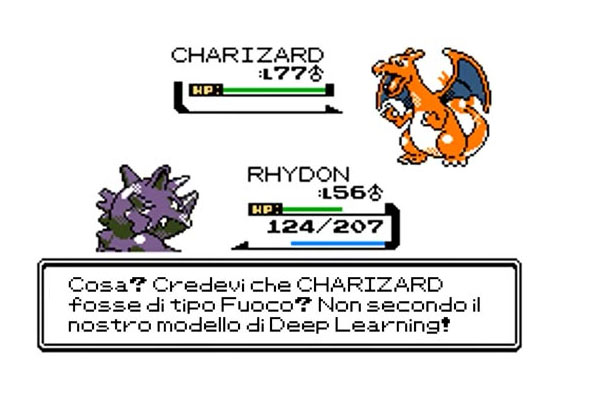 CHARIZARD
:L77♂
HP:
RHYDON
:L56♂
HP:
124/207
Cosa? Credevi che CHARIZARD
fosse di tipo Fuoco? Non secondo il
nostro modello di Deep Learning!